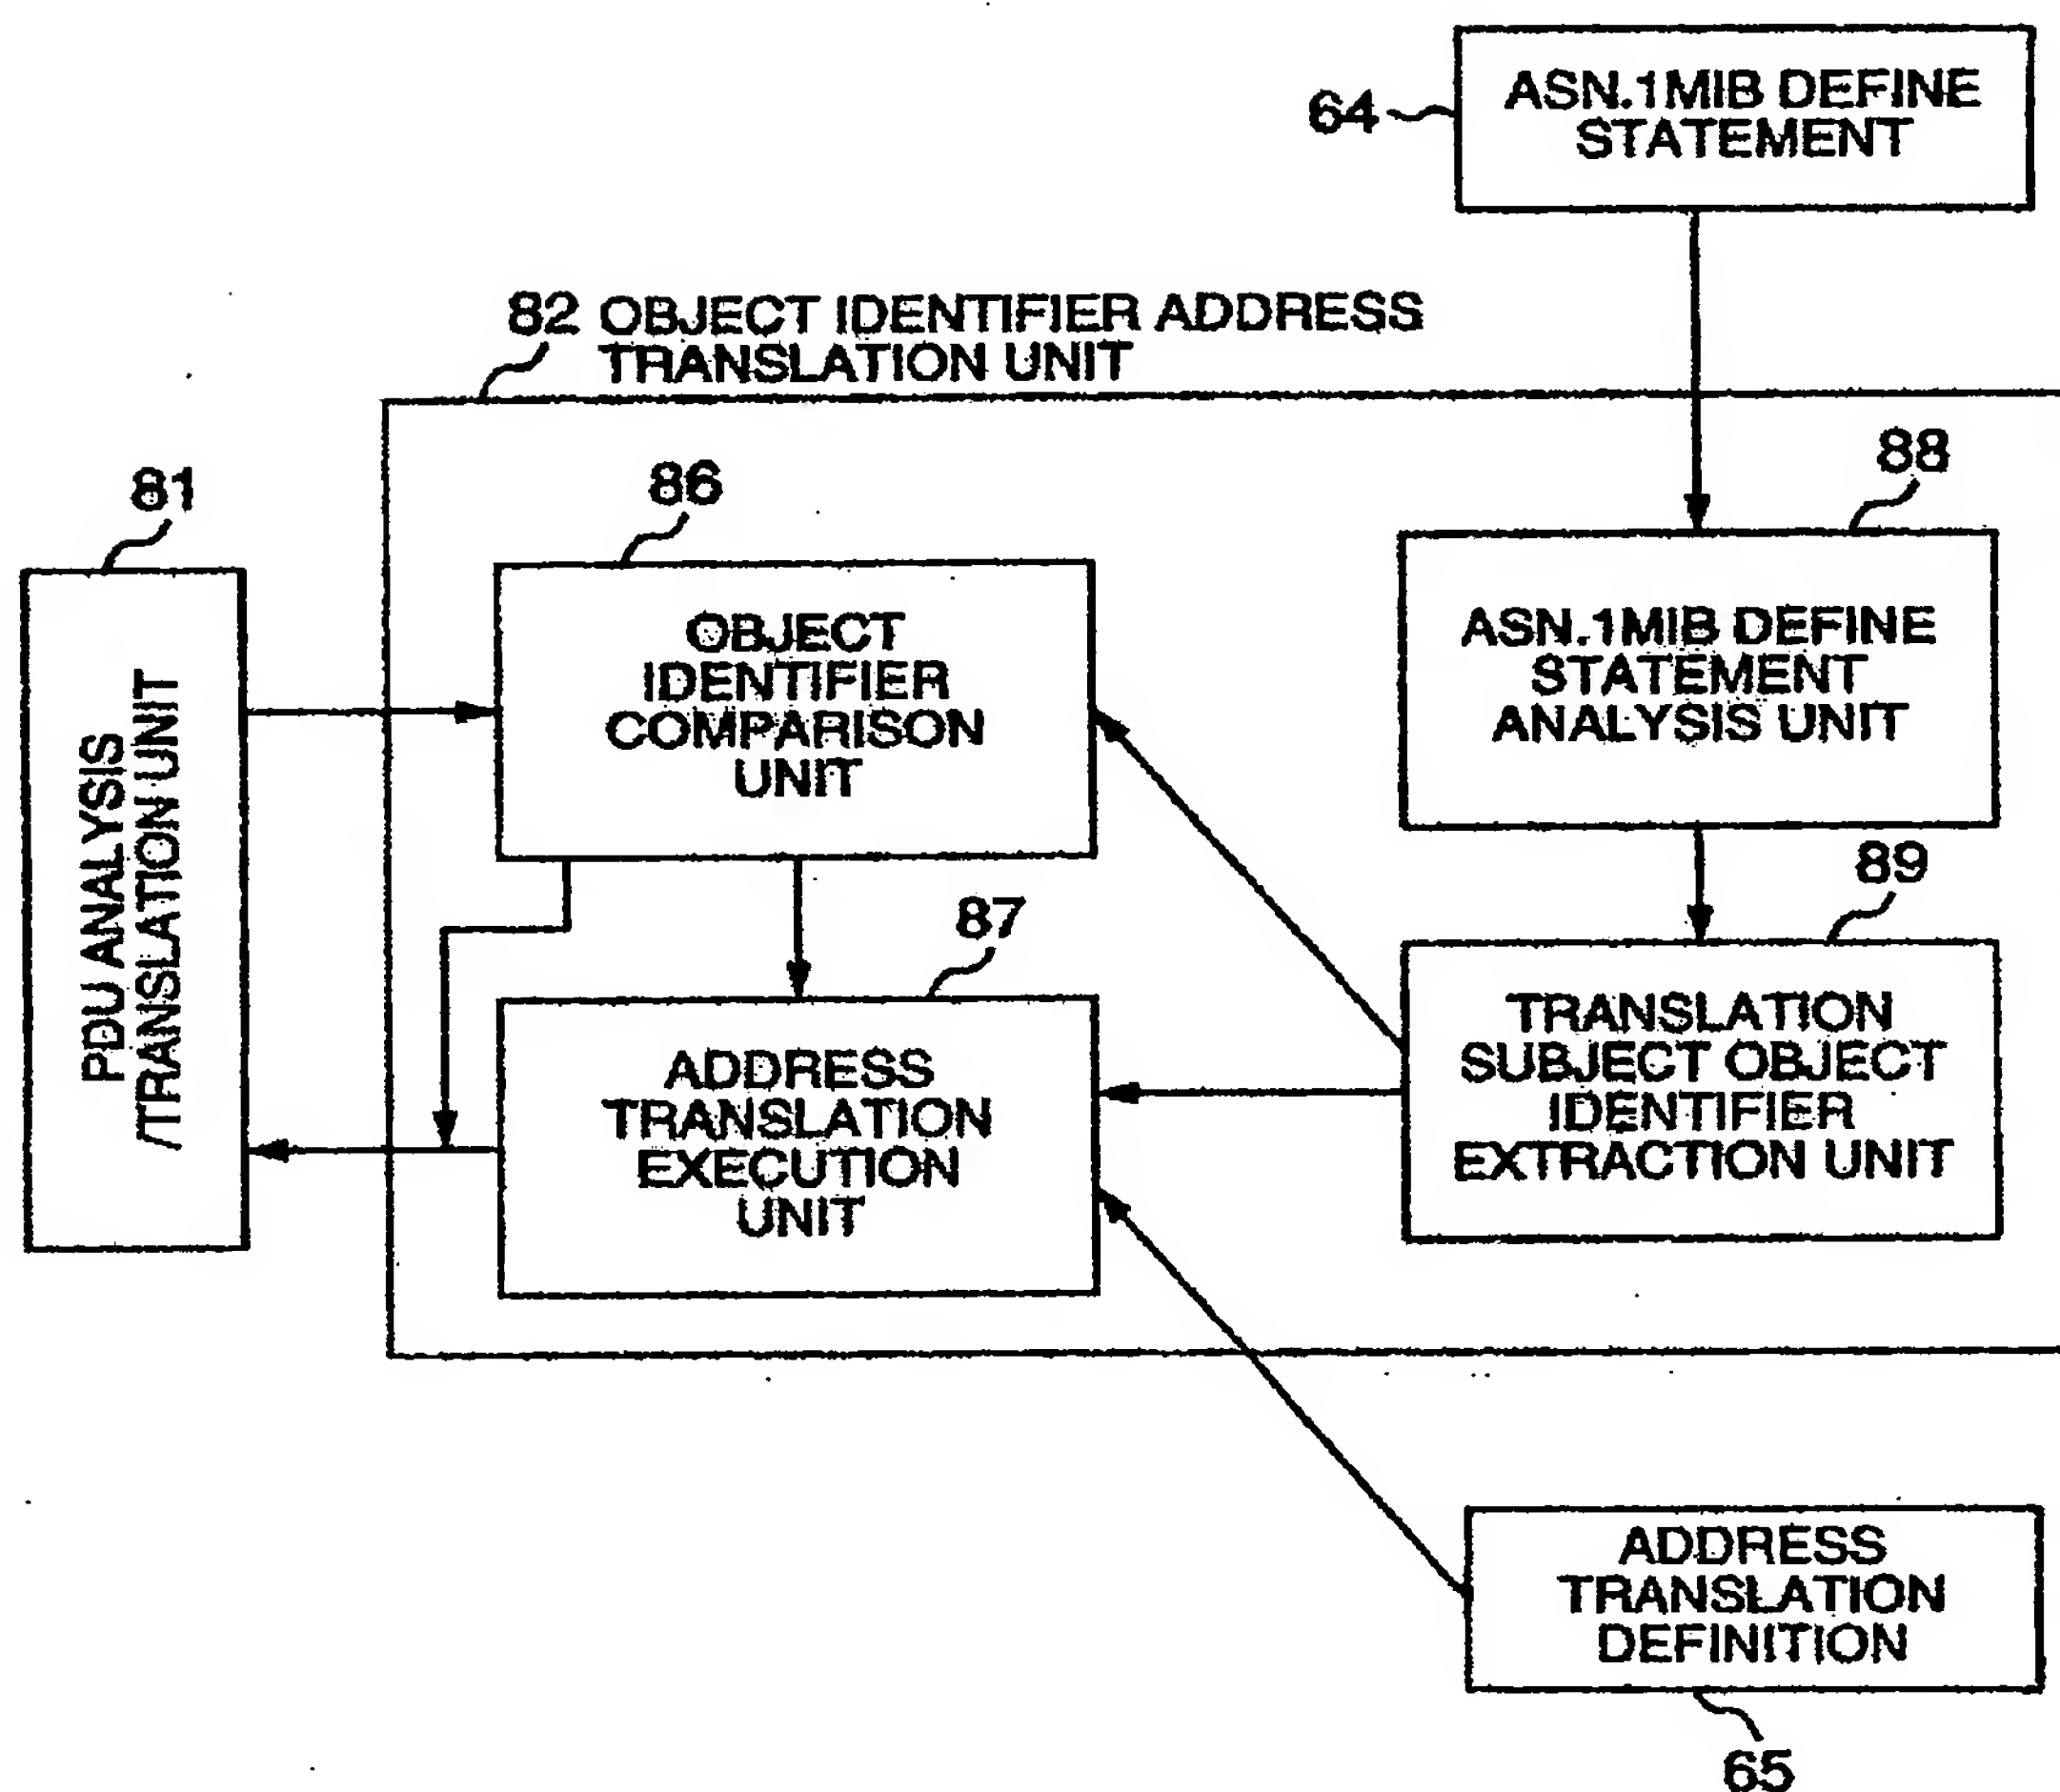 ASN.1MIB DEFINE
STATEMENT
64
82 OBJECT IDENTIFIER ADDRESS
TRANSLATION UNIT
81
PDU ANALYSIS
/TRANSLATION UNIT
86
OBJECT
IDENTIFIER
COMPARISON
UNIT
88
ASN.1MIB DEFINE
STATEMENT
ANALYSIS UNIT
87
ADDRESS
TRANSLATION
EXECUTION
UNIT
89
TRANSLATION
SUBJECT OBJECT
IDENTIFIER
EXTRACTION UNIT
ADDRESS
TRANSLATION
DEFINITION
65